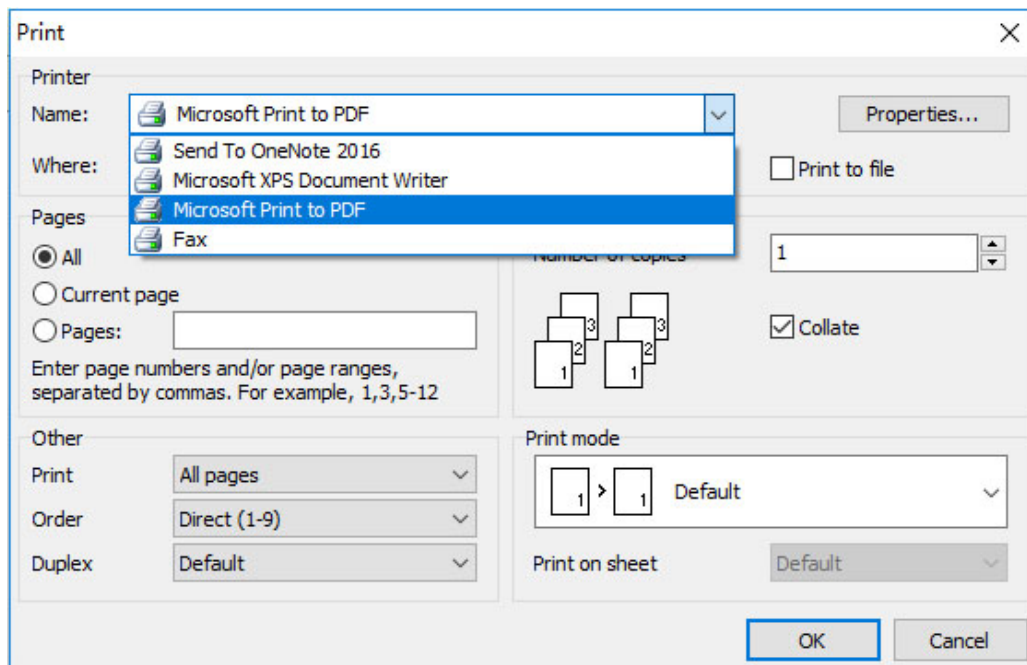 Print
Printer
Name: Microsoft Print to PDF Properties...
Send To OneNote 2016
Where: Microsoft XPS Document Writer Print to file
Microsoft Print to PDF
Fax
Pages
All
Current page
Pages:
Enter page numbers and/or page ranges,
separated by commas. For example, 1,3,5-12
Number of copies 1
3 3
2 2
1 1
Collate
Other
Print All pages
Order Direct (1-9)
Duplex Default
Print mode
1 > 1 Default
Print on sheet Default
OK Cancel